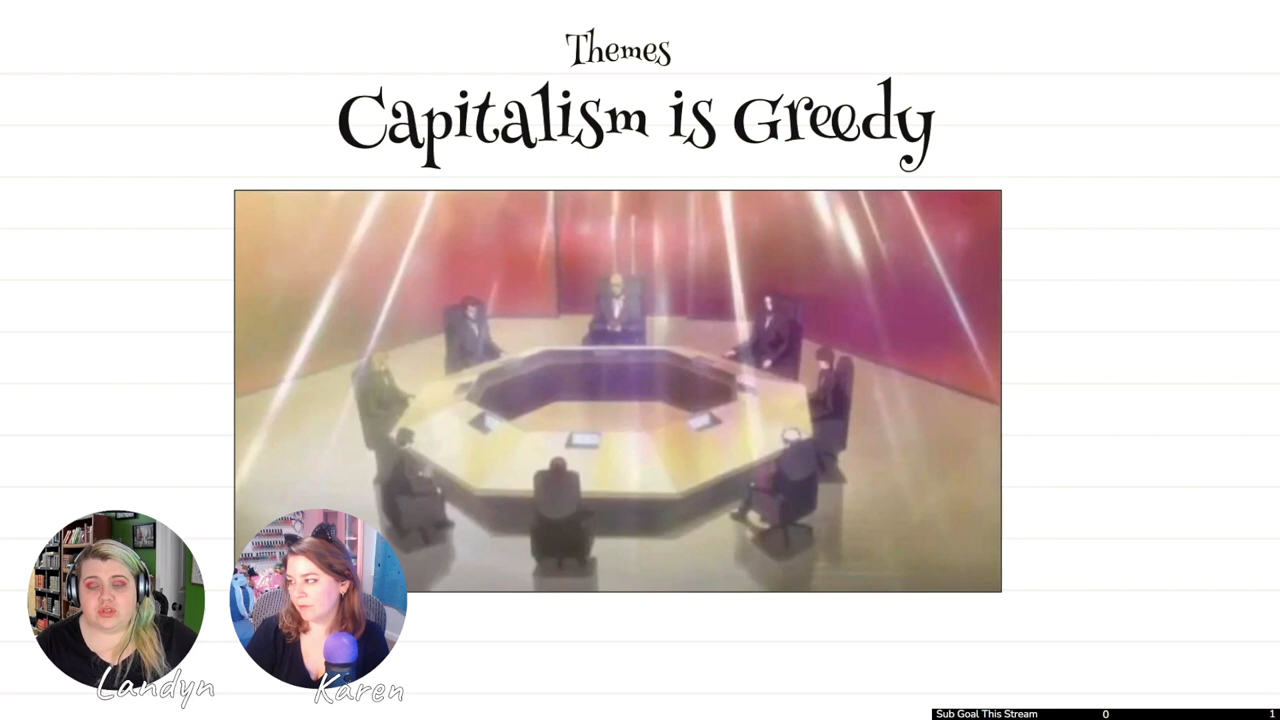 Themes
Capitalism is Greedy
Landyn
Karen
Sub Goal This Stream 0 1